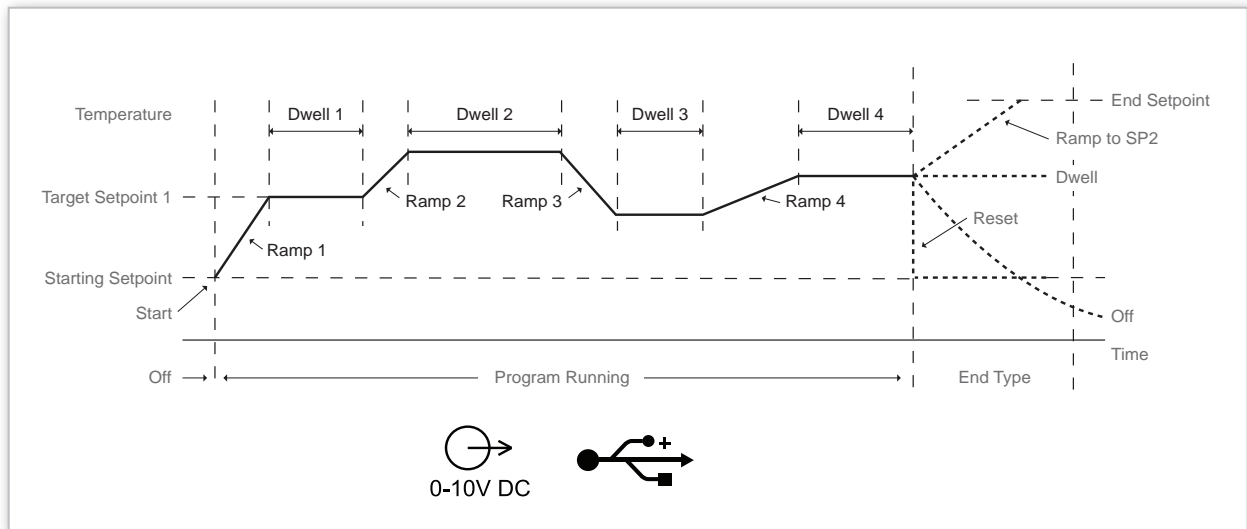 Temperature
Dwell 1
Dwell 2
Dwell 3
Dwell 4
End Setpoint
Ramp to SP2
Dwell
Target Setpoint 1
Ramp 2
Ramp 3
Ramp 4
Reset
Ramp 1
Starting Setpoint
Start
Off
Time
Off
Program Running
End Type
0-10V DC